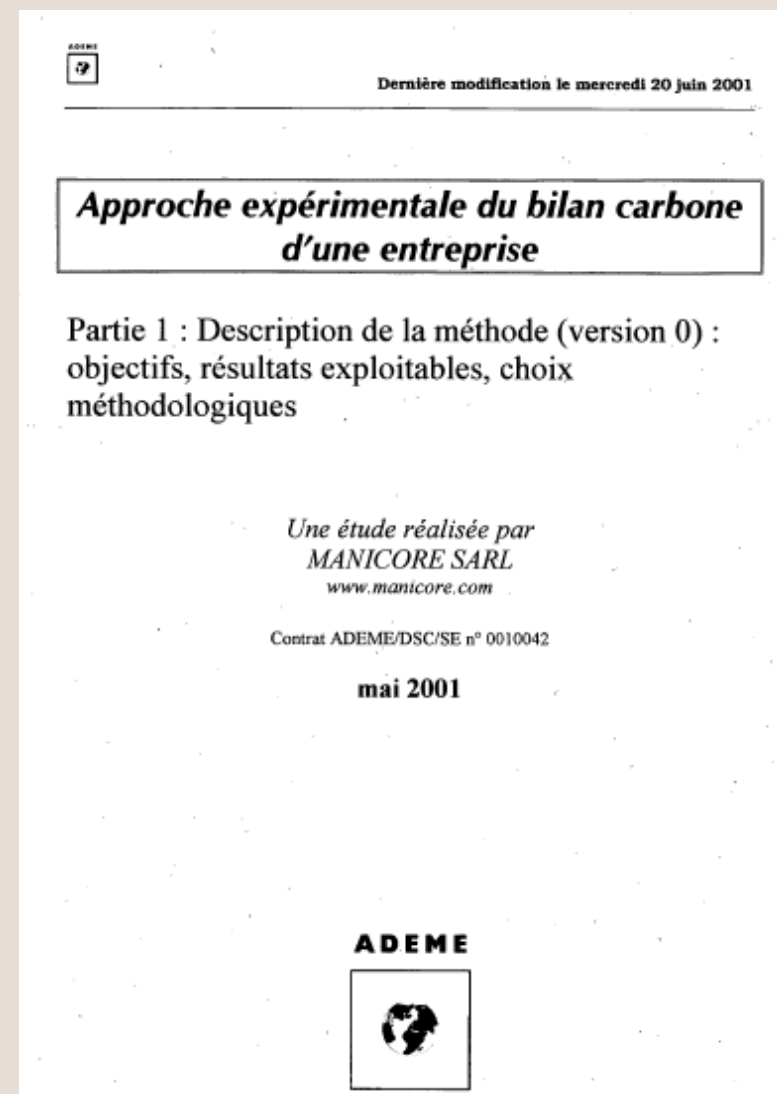 ADEME
Dernière modification le mercredi 20 juin 2001
Approche expérimentale du bilan carbone
d'une entreprise
Partie 1 : Description de la méthode (version 0) :
objectifs, résultats exploitables, choix
méthodologiques
Une étude réalisée par
MANICORE SARL
www.manicore.com
Contrat ADEME/DSC/SE n° 0010042
mai 2001
ADEME